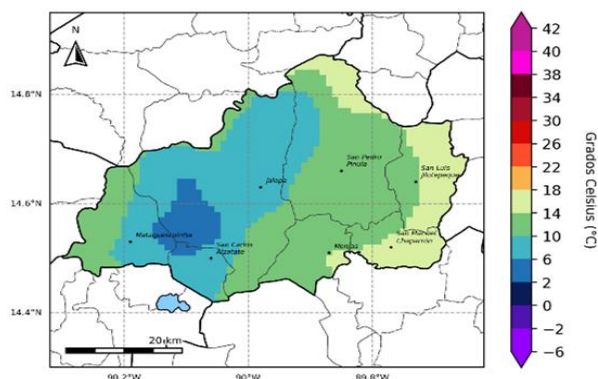 N
14.8°N
14.6°N
14.4°N
90°W
San Pedro
Pinula
San Luis
Jilotepeque
Jalapa
Mataquescuintla
San Carlos
Alzatate
San Manuel
Chaparrón
20 km
42
40
38
34
30
26
22
18
14
10
6
2
0
−2
−6
Grados Celsius (°C)